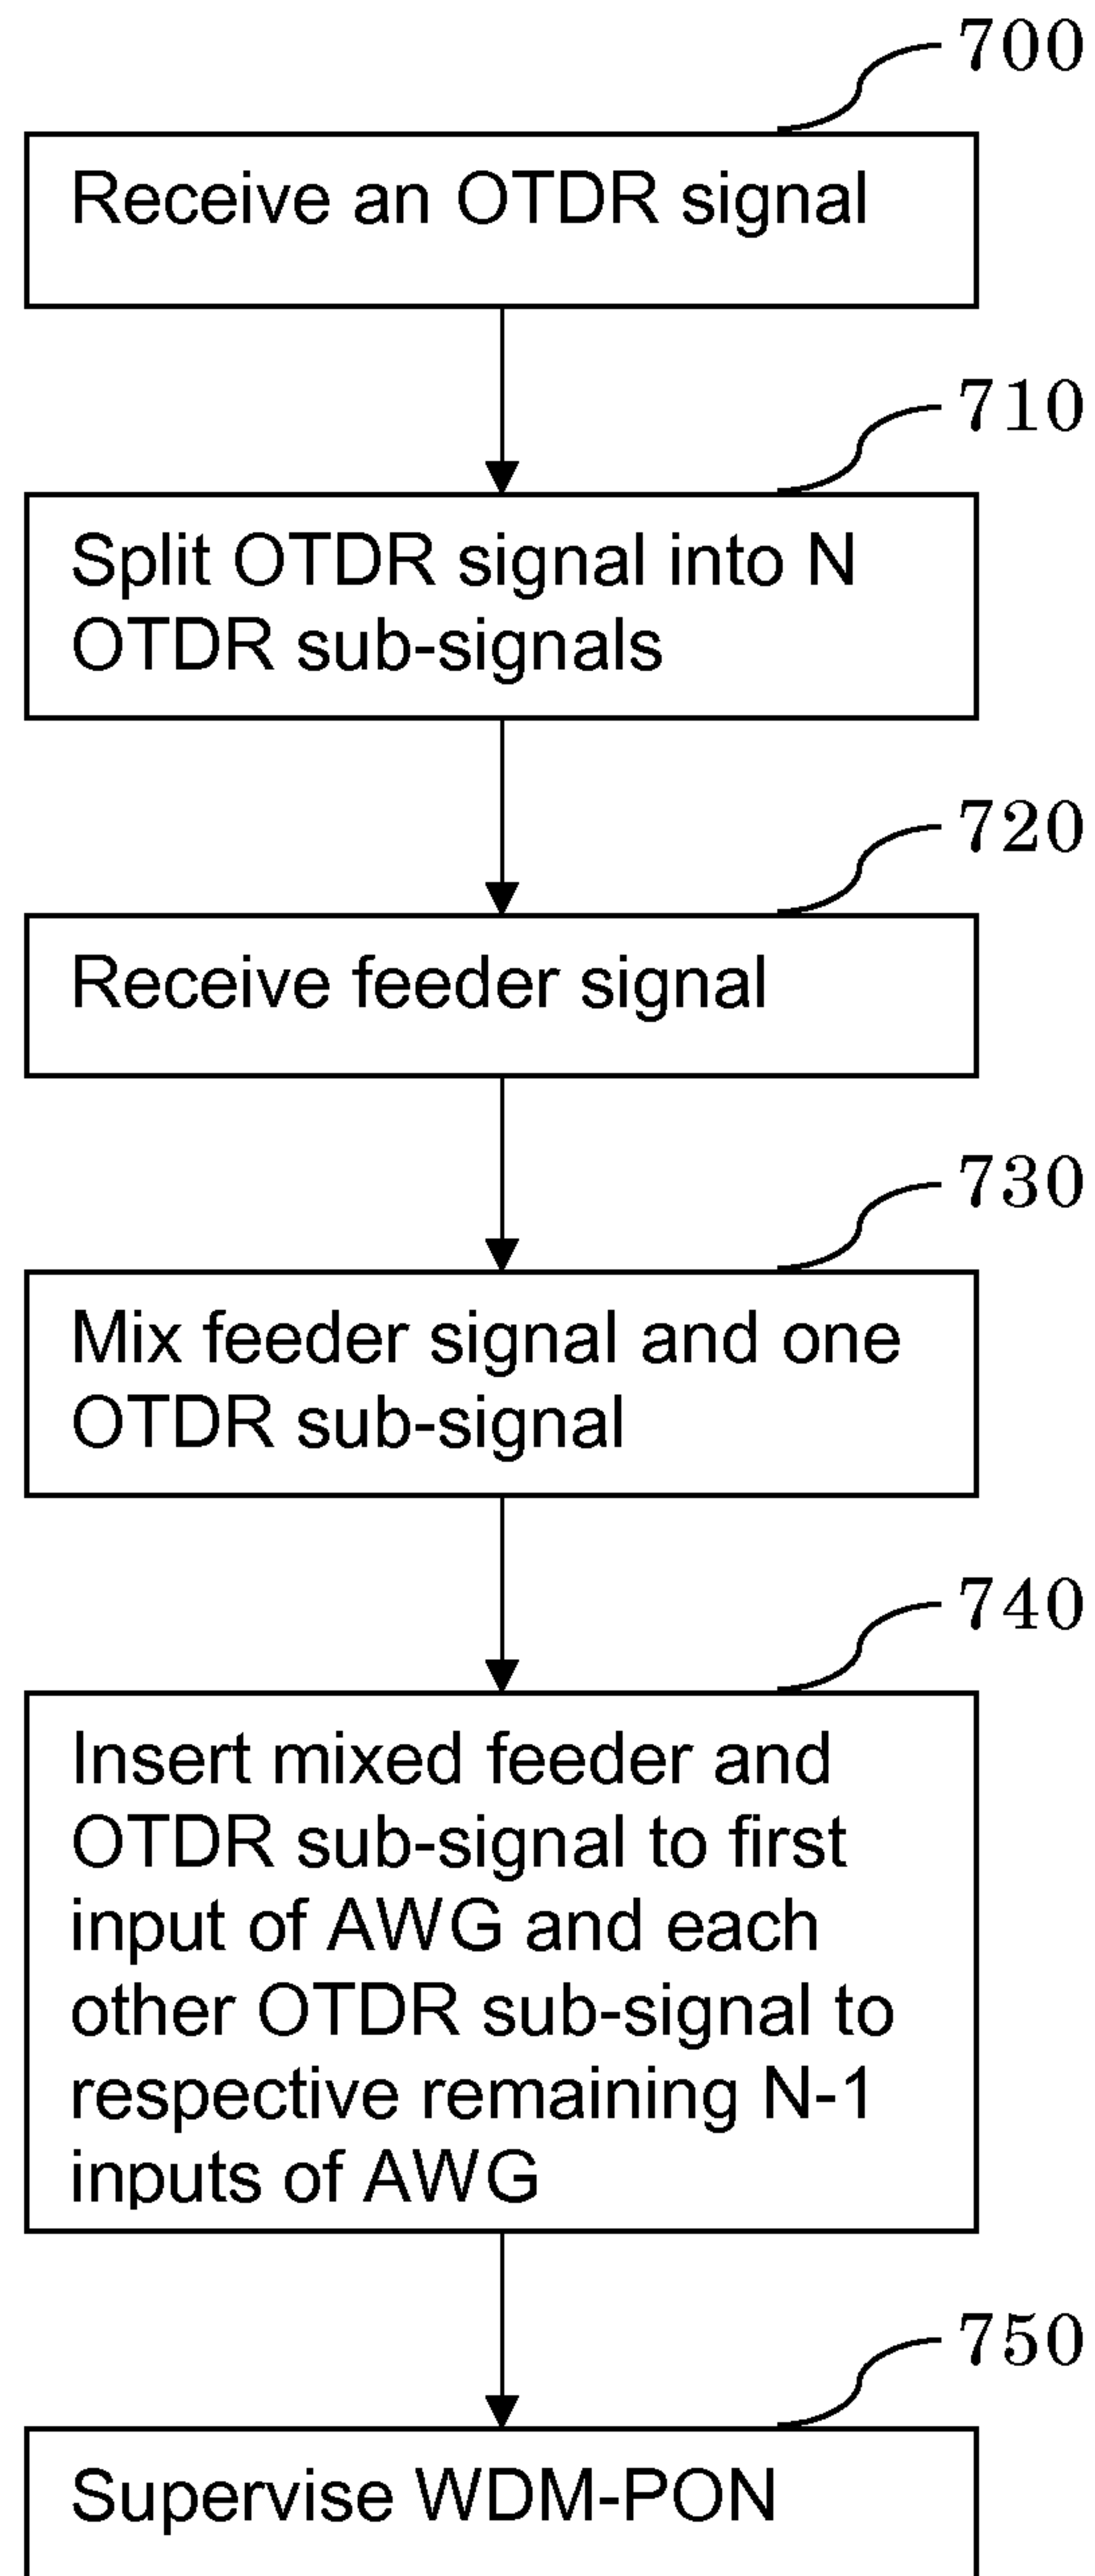 700
Receive an OTDR signal
710
Split OTDR signal into N
OTDR sub-signals
720
Receive feeder signal
730
Mix feeder signal and one
OTDR sub-signal
740
Insert mixed feeder and
OTDR sub-signal to first
input of AWG and each
other OTDR sub-signal to
respective remaining N-1
inputs of AWG
750
Supervise WDM-PON